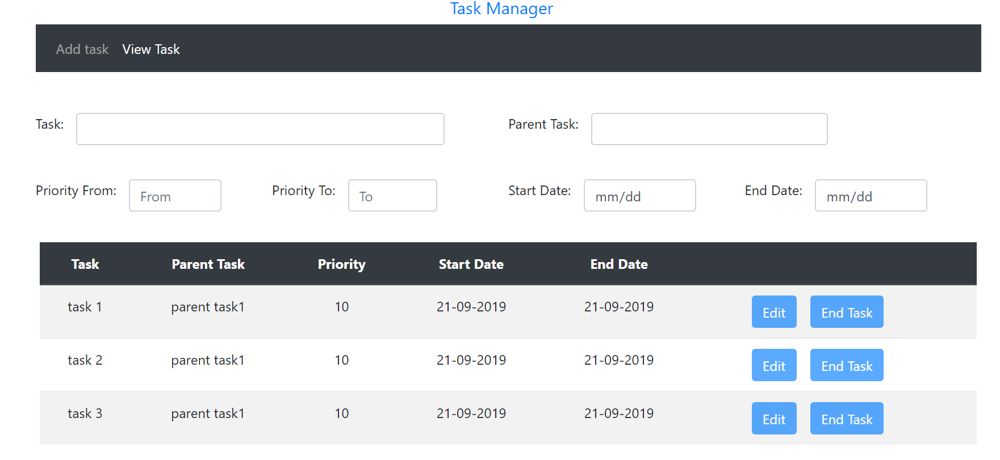 Task Manager
Add task View Task
Task: Parent Task:
Priority From: From Priority To: To Start Date: mm/dd End Date: mm/dd
Task Parent Task Priority Start Date End Date
task 1 parent task1 10 21-09-2019 21-09-2019 Edit End Task
task 2 parent task1 10 21-09-2019 21-09-2019 Edit End Task
task 3 parent task1 10 21-09-2019 21-09-2019 Edit End Task